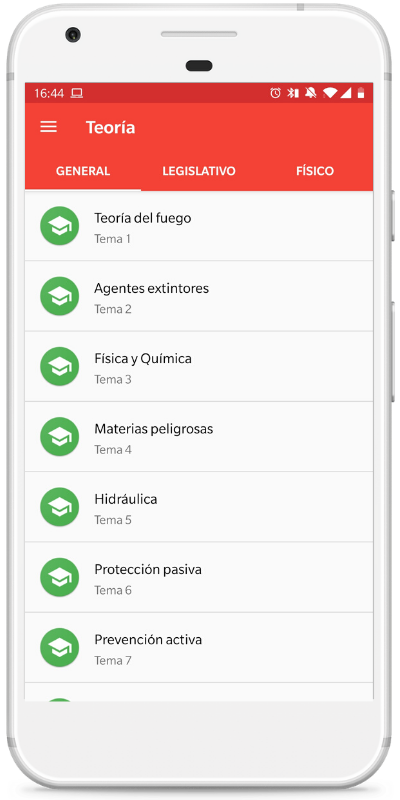 16:44
Teoría
GENERAL
LEGISLATIVO
FÍSICO
Teoría del fuego
Tema 1
Agentes extintores
Tema 2
Física y Química
Tema 3
Materias peligrosas
Tema 4
Hidráulica
Tema 5
Protección pasiva
Tema 6
Prevención activa
Tema 7